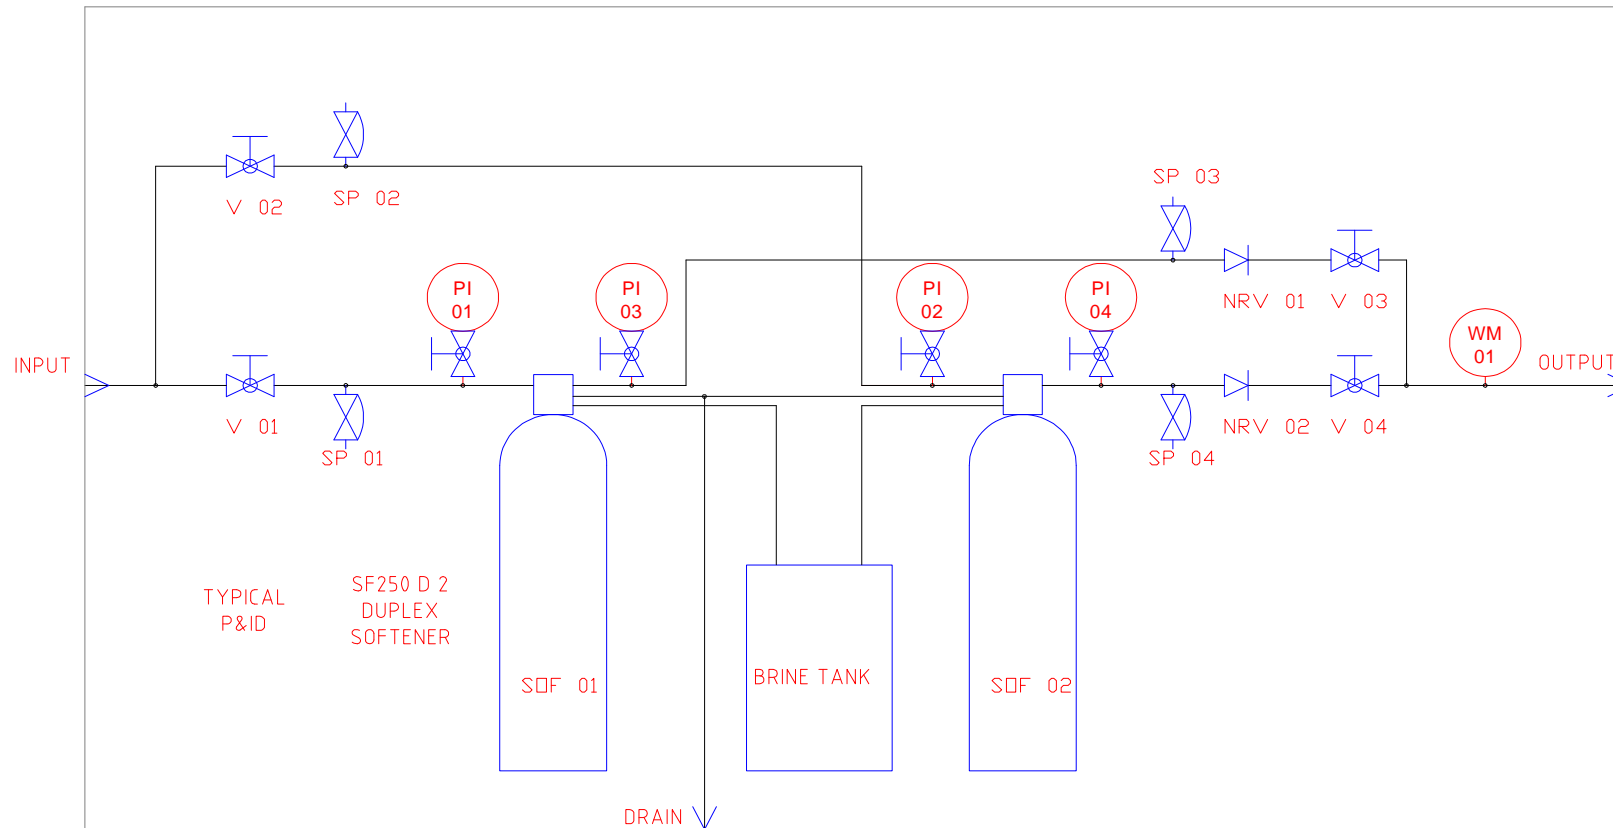 SP 02
V 02
SP 03
PI
01
PI
03
PI
02
PI
04
NRV 01
V 03
WM
01
INPUT
OUTPUT
V 01
SP 01
NRV 02
V 04
SP 04
TYPICAL
P&ID
SF250 D 2
DUPLEX
SOFTENER
SOF 01
BRINE TANK
SOF 02
DRAIN